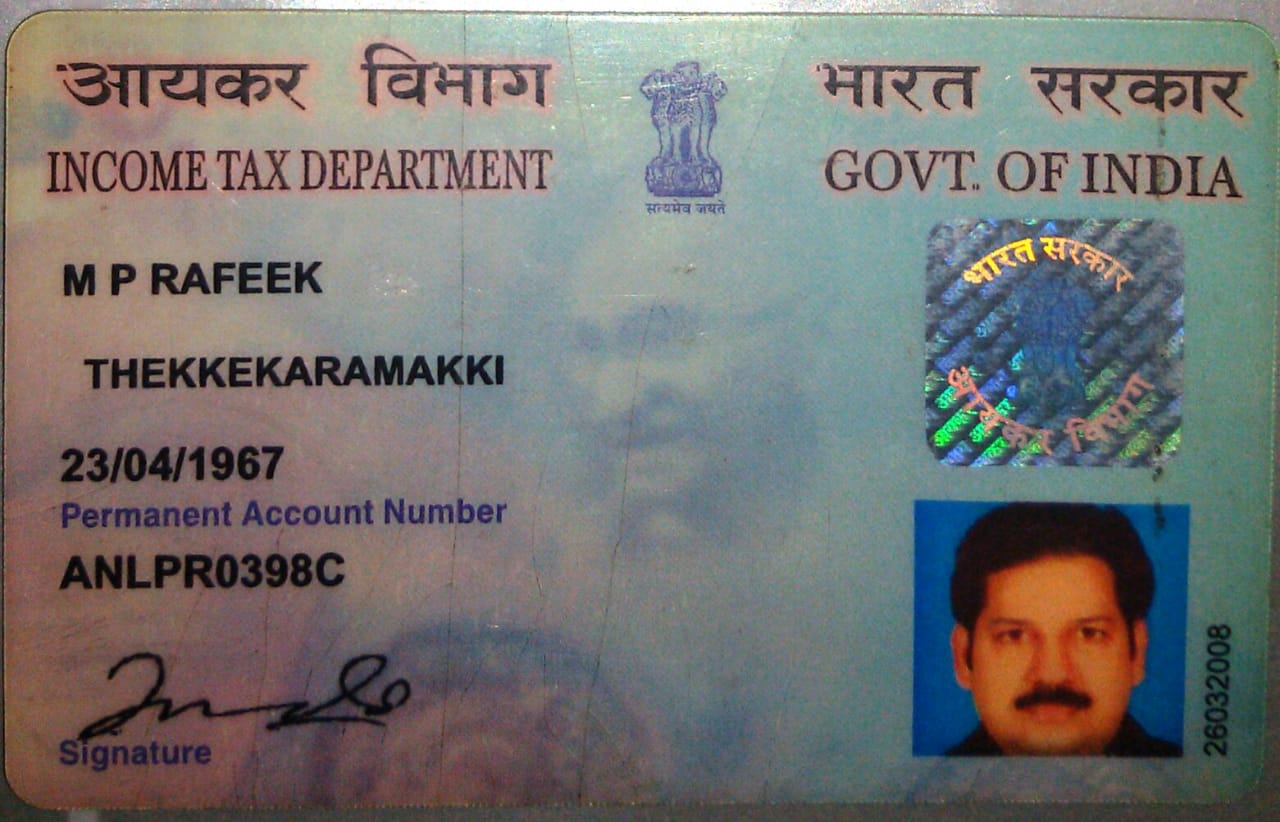 आयकर विभाग
भारत सरकार
INCOME TAX DEPARTMENT
GOVT. OF INDIA
सत्यमेव जयते
M P RAFEEK
THEKKEKARAMAKKI
23/04/1967
Permanent Account Number
ANLPR0398C
Signature
भारत सरकार
आयकर विभाग
26032008